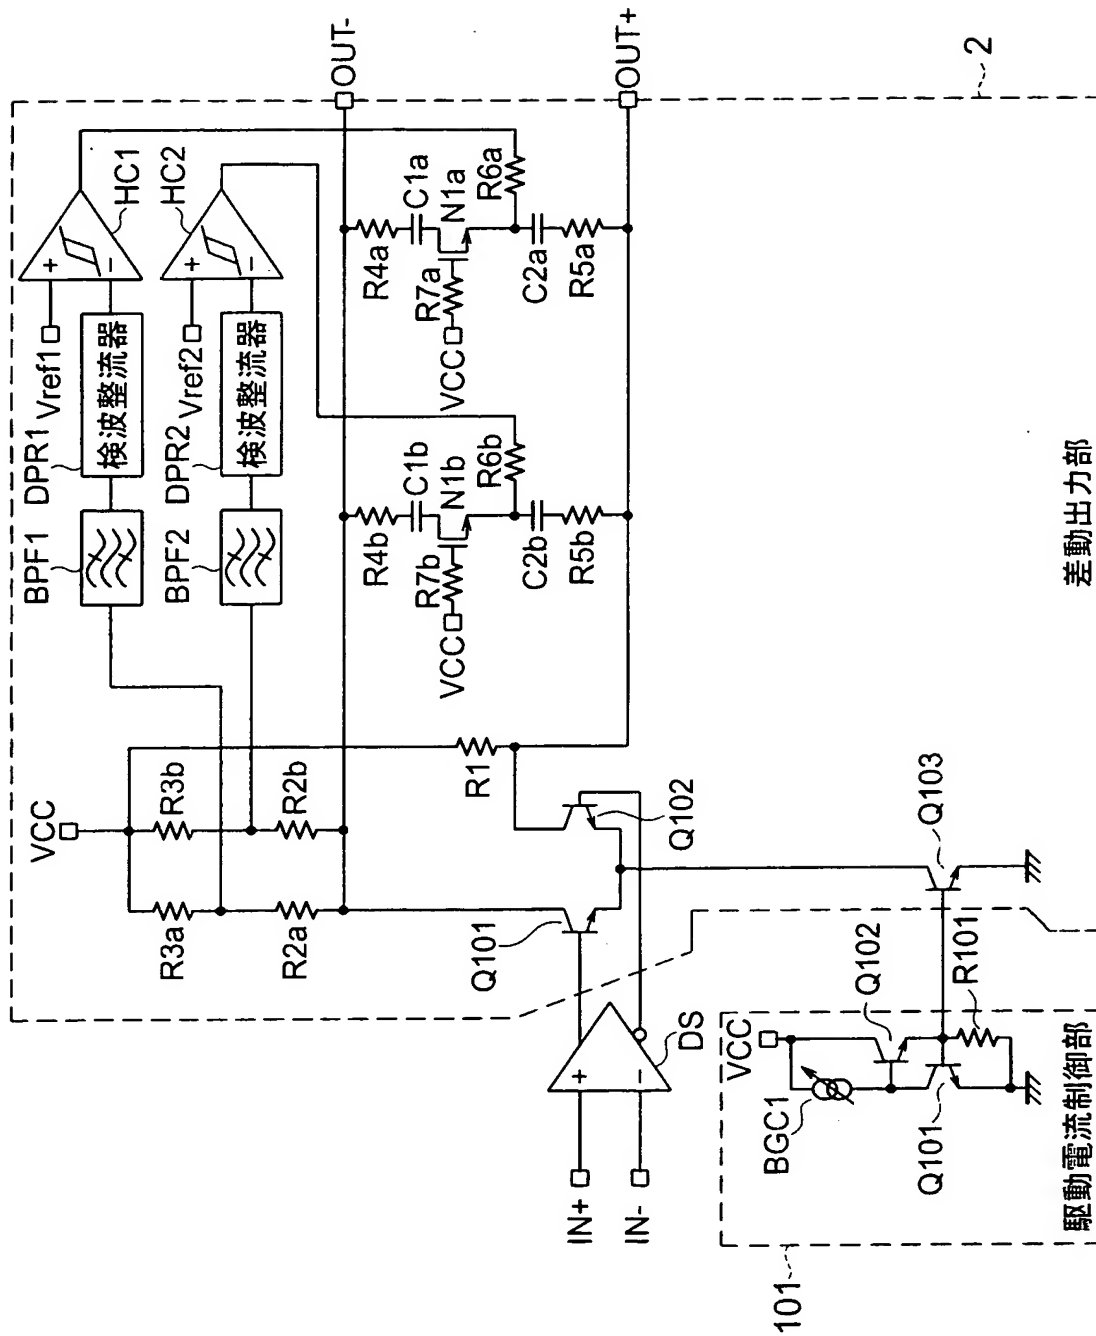 VCC
R3a
R3b
R2a
R2b
BPF1
DPR1
Vref1
検波整流器
+
−
HC1
BPF2
DPR2
Vref2
検波整流器
+
−
HC2
OUT-
OUT+
R4b
C1b
R7b
VCC
N1b
R6b
C2b
R5b
R4a
C1a
R7a
VCC
N1a
R6a
C2a
R5a
R1
Q101
Q102
Q103
IN+
IN-
+
−
DS
VCC
BGC1
Q102
Q101
R101
駆動電流制御部
101
差動出力部
2